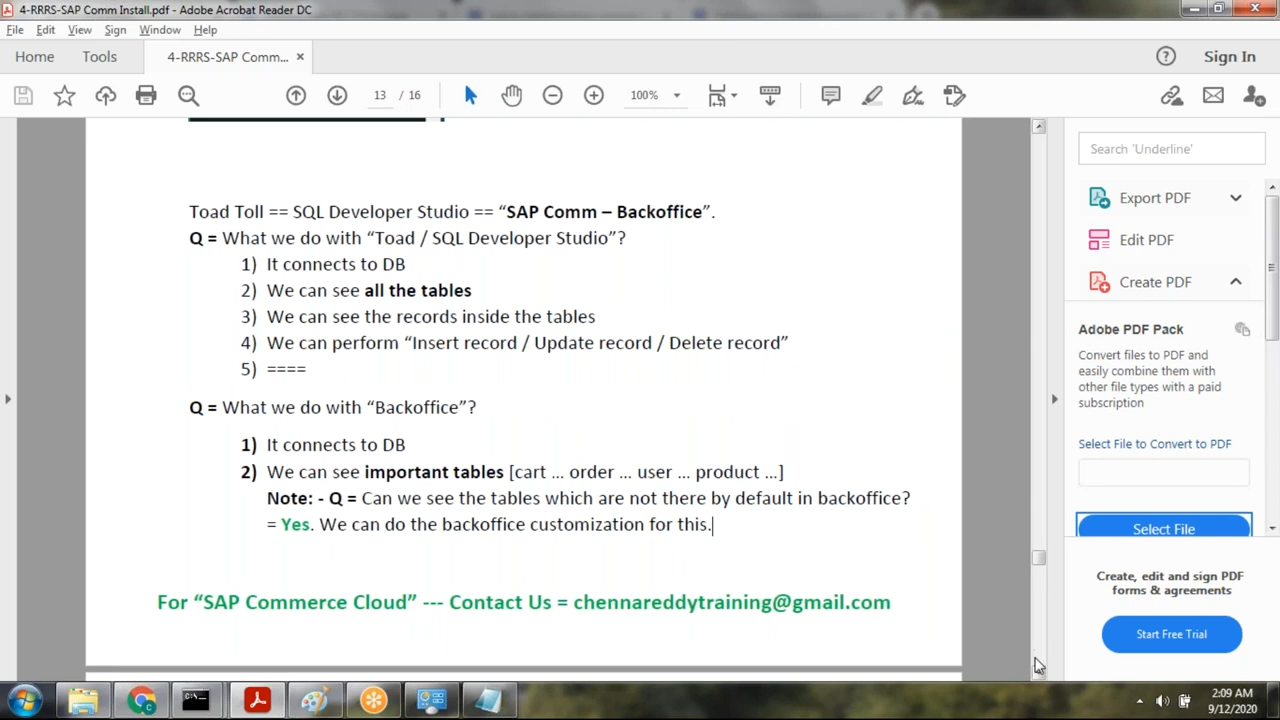 4-RRRS-SAP Comm Install.pdf - Adobe Acrobat Reader DC
File Edit View Sign Window Help
Home Tools 4-RRRS-SAP Comm... × Sign In
13 / 16 100%
Toad Toll == SQL Developer Studio == “SAP Comm – Backoffice”.
Q = What we do with “Toad / SQL Developer Studio”?
1) It connects to DB
2) We can see all the tables
3) We can see the records inside the tables
4) We can perform “Insert record / Update record / Delete record”
5) ====
Q = What we do with “Backoffice”?
1) It connects to DB
2) We can see important tables [cart ... order ... user ... product ...]
Note: - Q = Can we see the tables which are not there by default in backoffice?
= Yes. We can do the backoffice customization for this.
For “SAP Commerce Cloud” --- Contact Us = chennareddytraining@gmail.com
Search 'Underline'
Export PDF
Edit PDF
Create PDF
Adobe PDF Pack
Convert files to PDF and
easily combine them with
other file types with a paid
subscription
Select File to Convert to PDF
Select File
Create, edit and sign PDF
forms & agreements
Start Free Trial
2:09 AM
9/12/2020